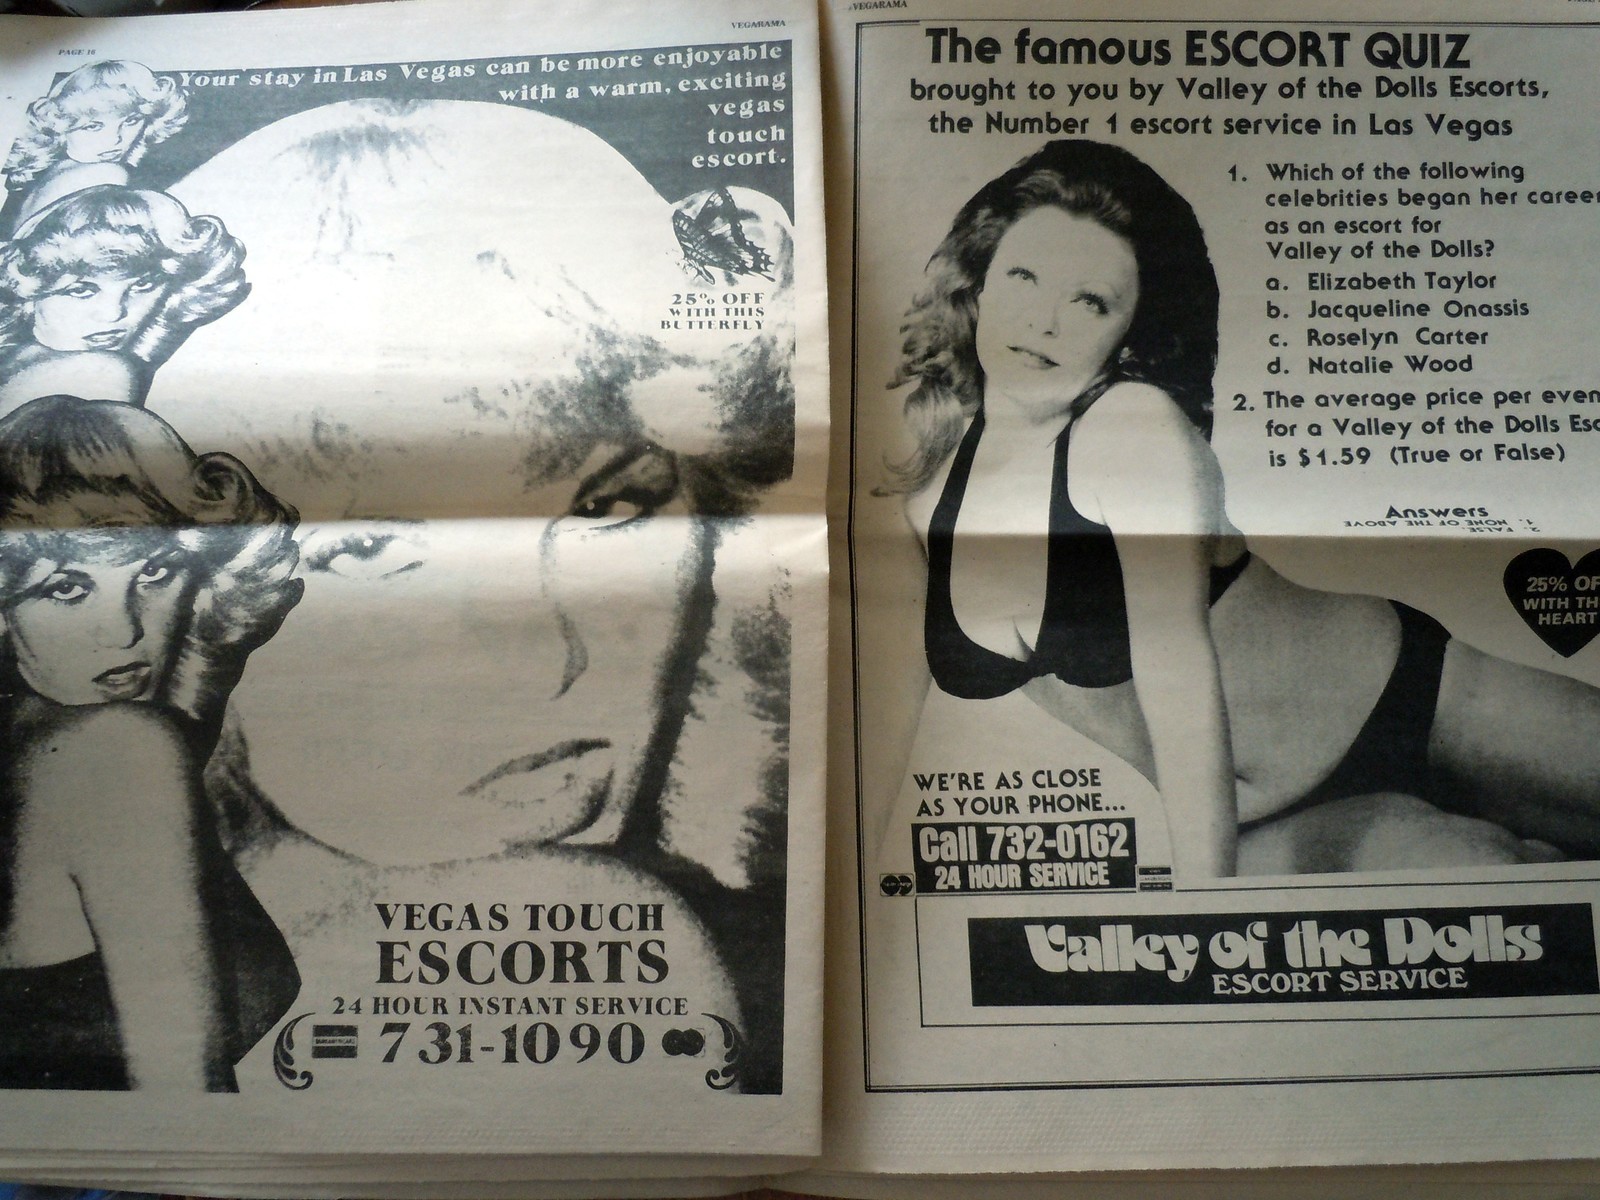 VEGARAMA
PAGE 16
Your stay in Las Vegas can be more enjoyable
with a warm, exciting
vegas
touch
escort.
25% OFF
WITH THIS
BUTTERFLY
VEGAS TOUCH
ESCORTS
24 HOUR INSTANT SERVICE
731-1090
VEGARAMA
The famous ESCORT QUIZ
brought to you by Valley of the Dolls Escorts,
the Number 1 escort service in Las Vegas
1. Which of the following
celebrities began her career
as an escort for
Valley of the Dolls?
a. Elizabeth Taylor
b. Jacqueline Onassis
c. Roselyn Carter
d. Natalie Wood
2. The average price per even
for a Valley of the Dolls Esc
is $1.59 (True or False)
Answers
1. NONE OF THE ABOVE
2. FALSE.
25% OF
WITH TH
HEART
WE'RE AS CLOSE
AS YOUR PHONE...
Call 732-0162
24 HOUR SERVICE
Valley of the Dolls
ESCORT SERVICE